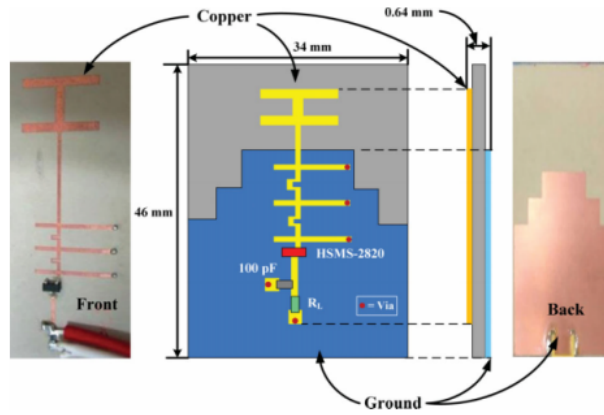 0.64 mm
Copper
34 mm
46 mm
HSMS-2820
100 pF
R_L
= Via
Front
Back
Ground